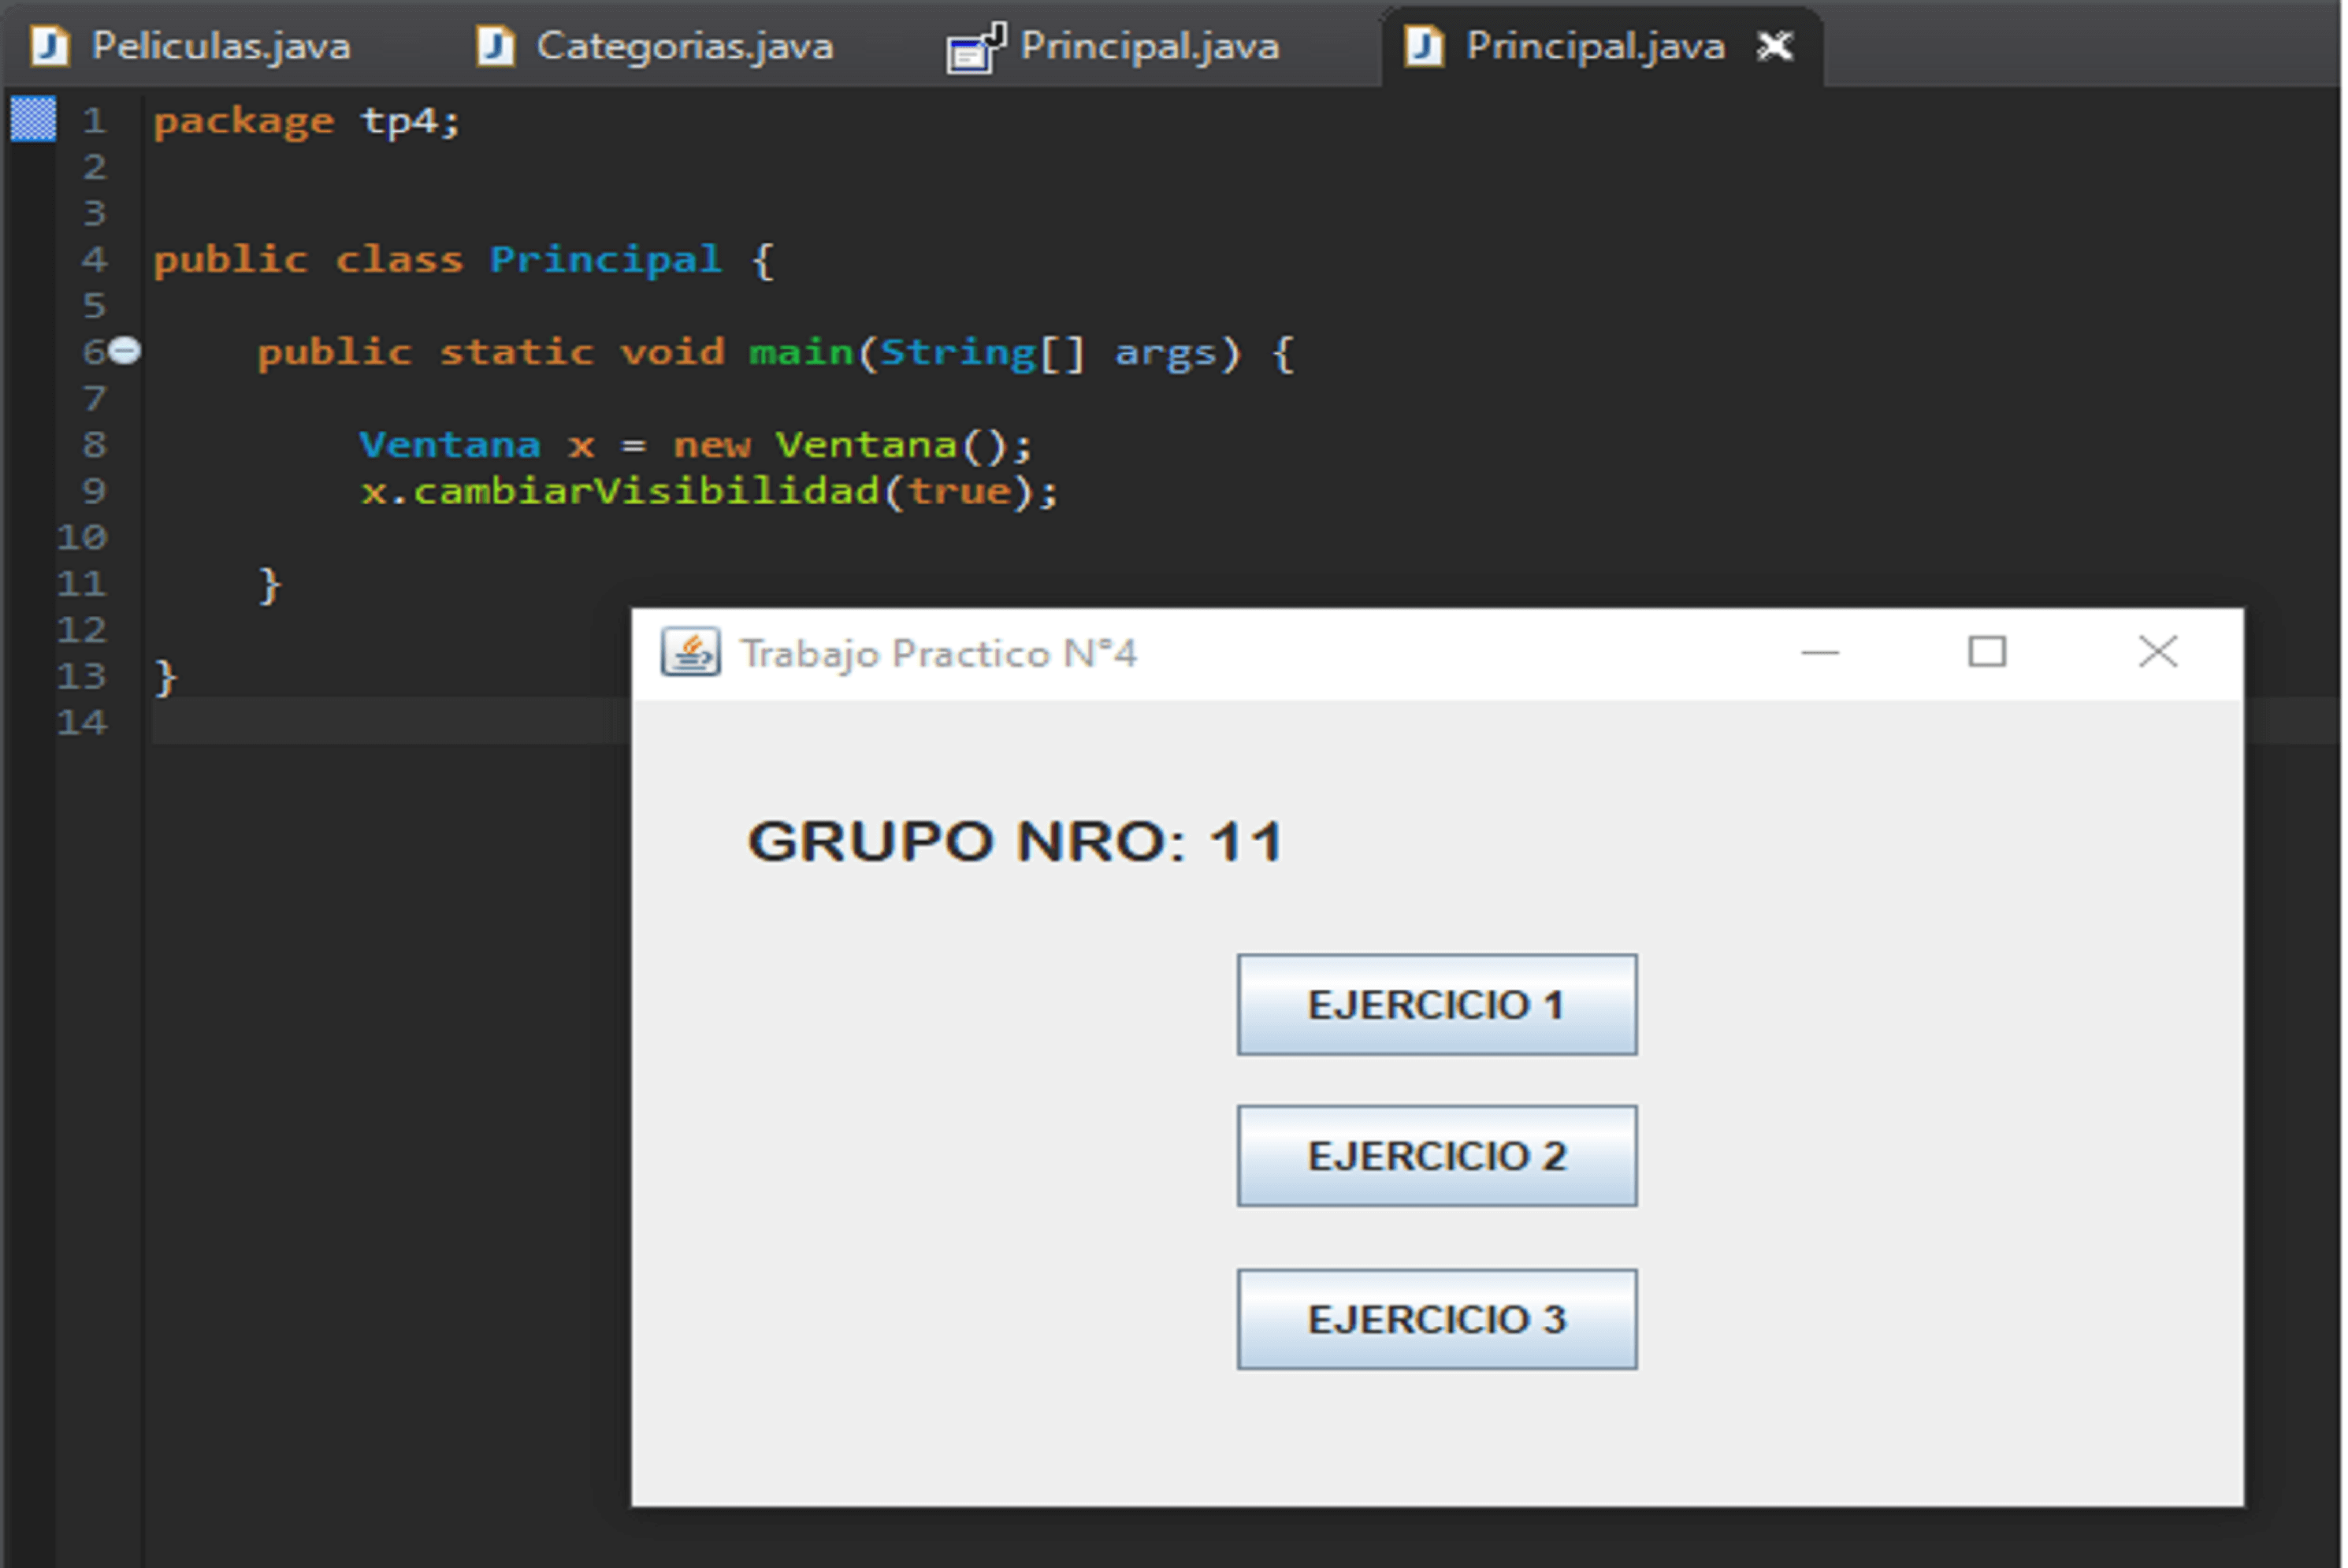 Peliculas.java Categorias.java Principal.java Principal.java
1 package tp4;
2
3
4 public class Principal {
5
6 public static void main(String[] args) {
7
8 Ventana x = new Ventana();
9 x.cambiarVisibilidad(true);
10
11 }
12
13 }
14
Trabajo Practico N°4
GRUPO NRO: 11
EJERCICIO 1
EJERCICIO 2
EJERCICIO 3